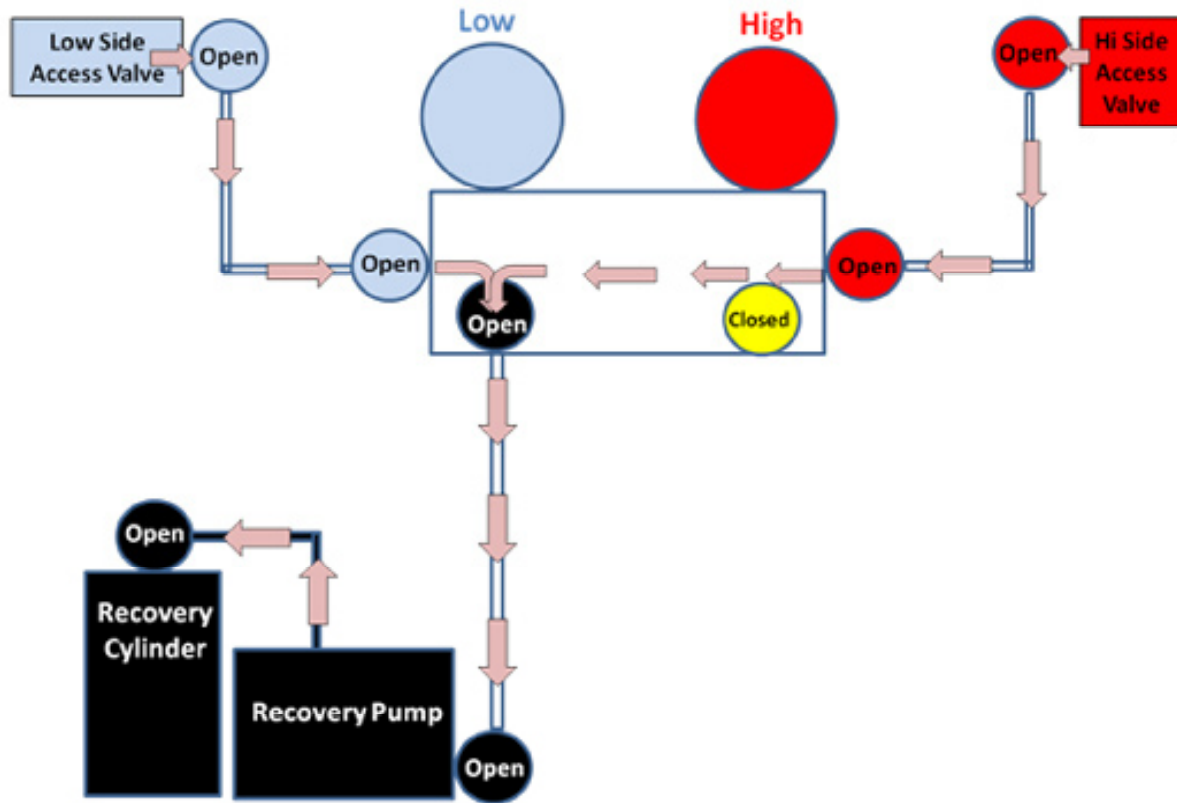 Low
High
Low Side
Access Valve
Open
Open
Hi Side
Access
Valve
Open
Open
Open
Closed
Open
Recovery
Cylinder
Recovery Pump
Open